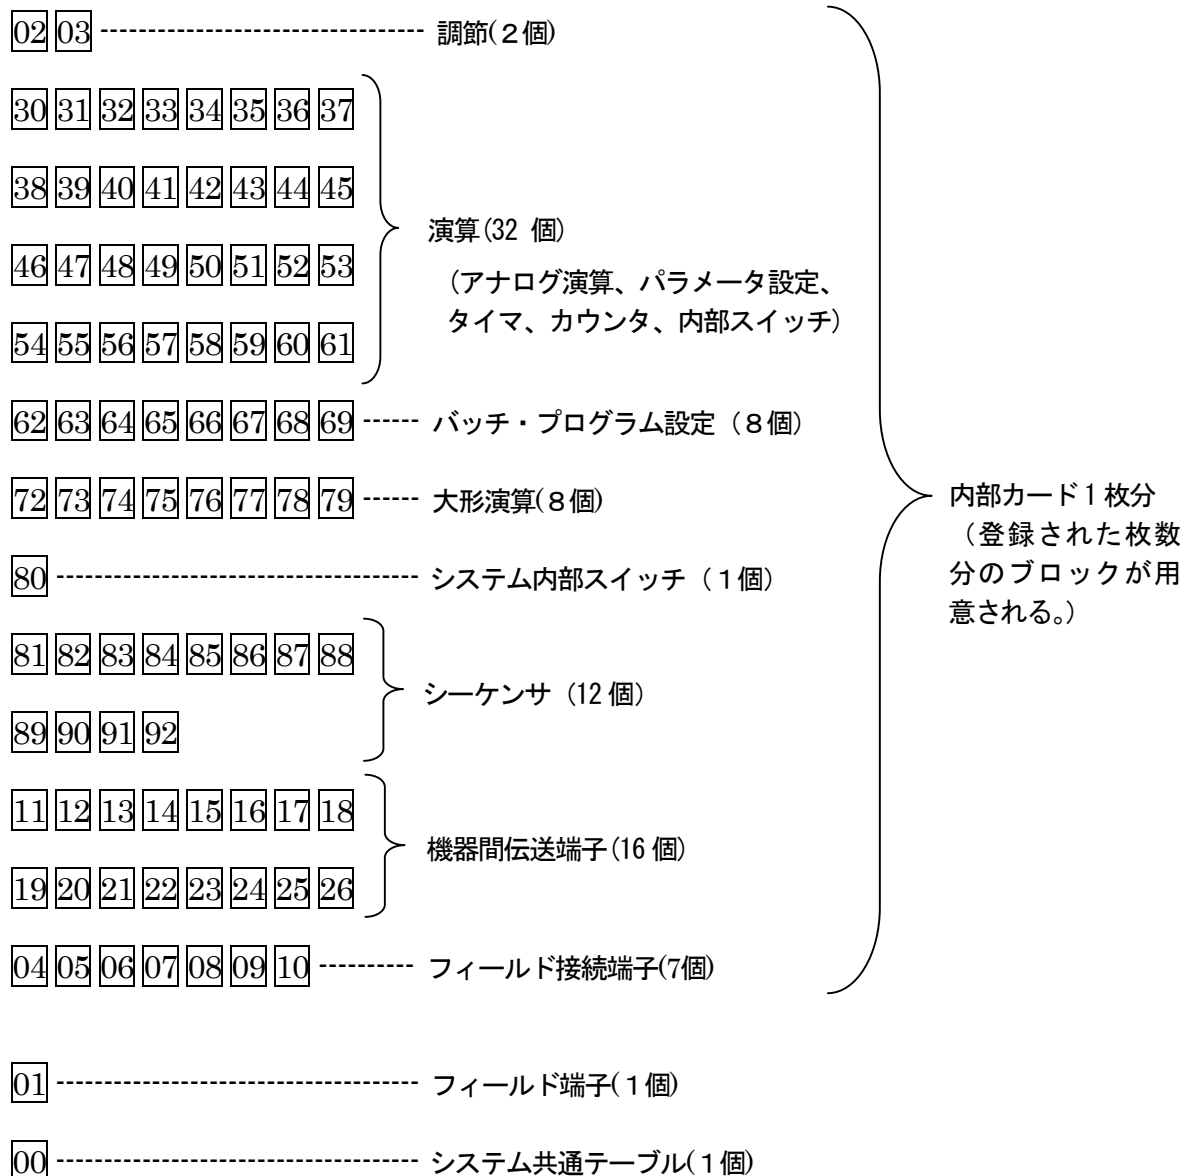 02 03 ---------------------------------- 調節(２個)
30 31 32 33 34 35 36 37
38 39 40 41 42 43 44 45
演算(32 個)
46 47 48 49 50 51 52 53
(アナログ演算、パラメータ設定、
タイマ、カウンタ、内部スイッチ)
54 55 56 57 58 59 60 61
62 63 64 65 66 67 68 69 ------ バッチ・プログラム設定（８個）
72 73 74 75 76 77 78 79 ------ 大形演算(８個)
内部カード１枚分
（登録された枚数
分のブロックが用
意される。）
80 -------------------------------------- システム内部スイッチ（１個）
81 82 83 84 85 86 87 88
シーケンサ（12 個）
89 90 91 92
11 12 13 14 15 16 17 18
機器間伝送端子(16 個)
19 20 21 22 23 24 25 26
04 05 06 07 08 09 10 ---------- フィールド接続端子(7個)
01 -------------------------------------- フィールド端子(１個)
00 -------------------------------------- システム共通テーブル(１個)